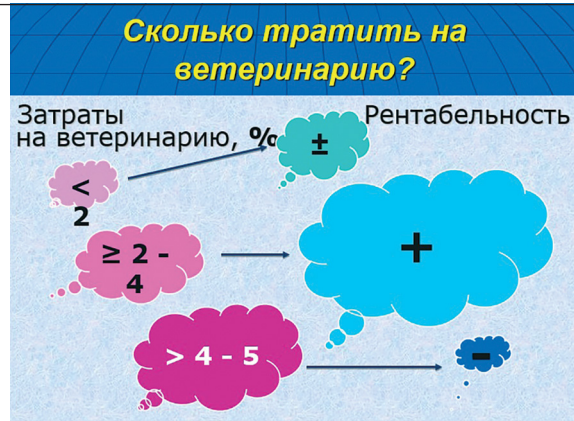 Сколько тратить на
ветеринарию?
Затраты
на ветеринарию, %
Рентабельность
±
<
2
≥ 2 -
4
+
> 4 - 5
-